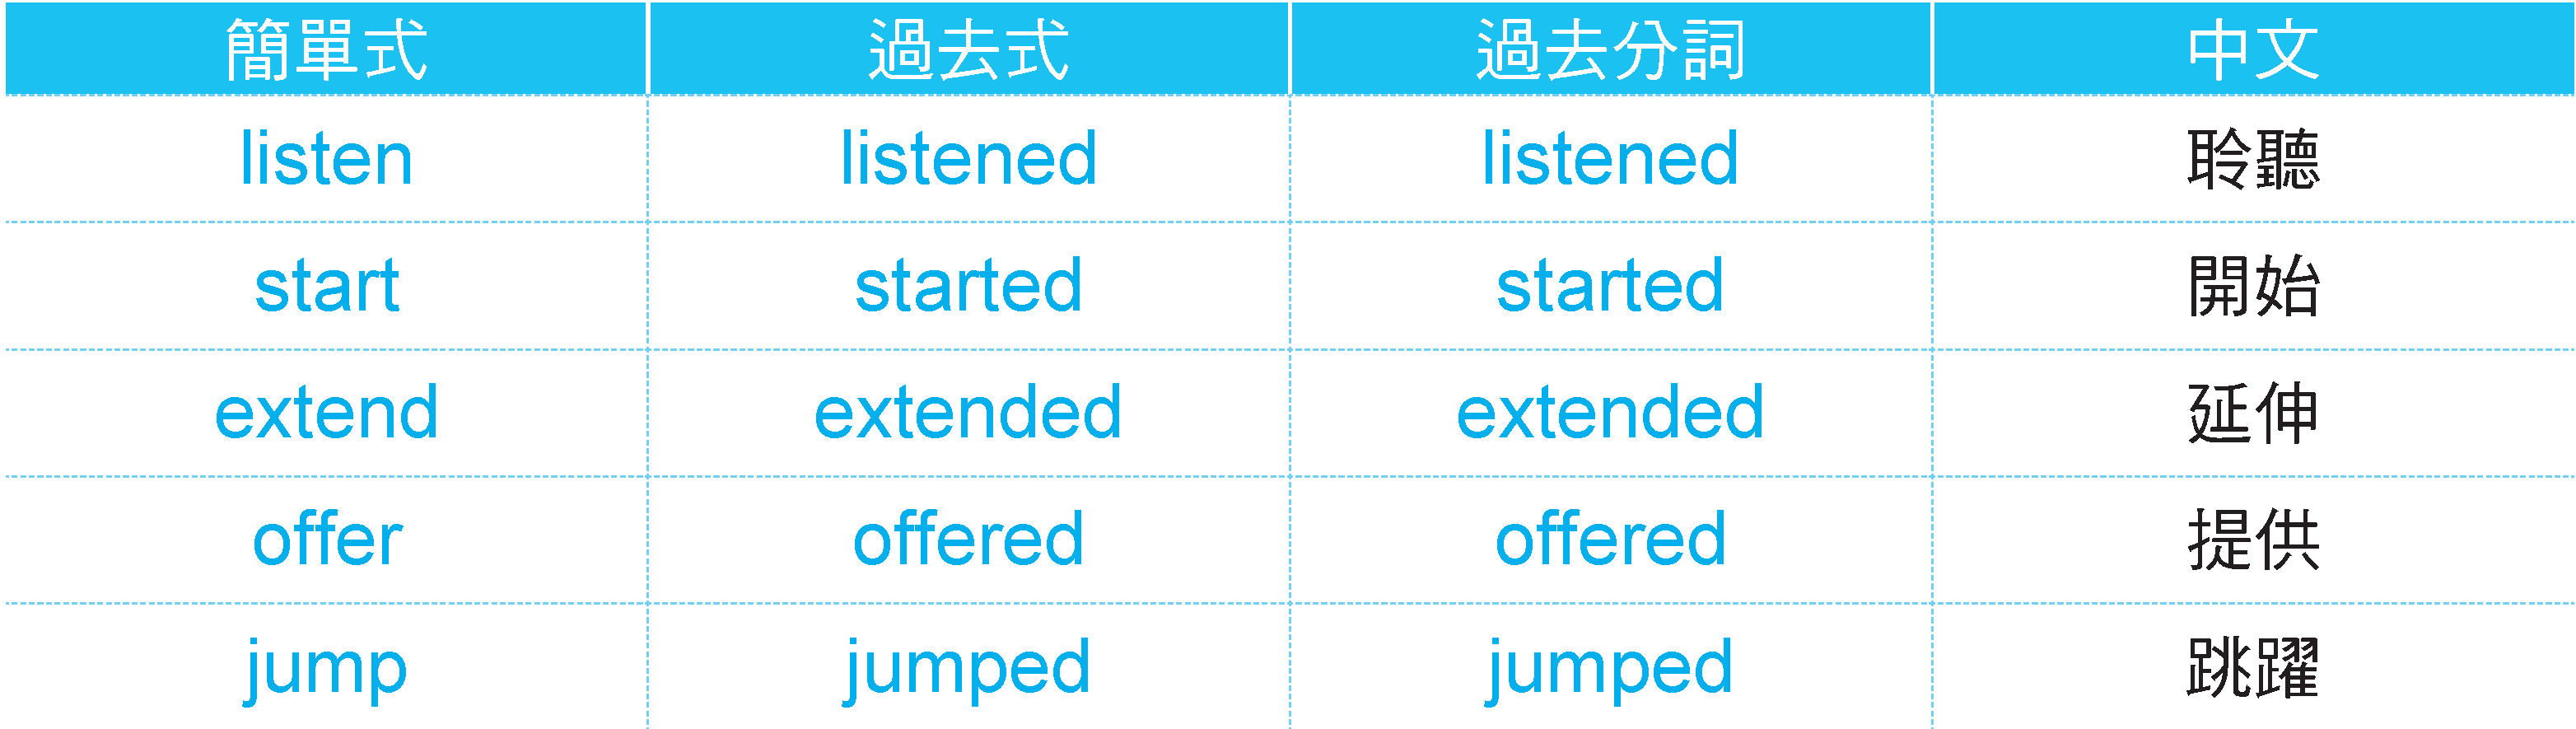 簡單式 過去式 過去分詞 中文
listen listened listened 聆聽
start started started 開始
extend extended extended 延伸
offer offered offered 提供
jump jumped jumped 跳躍